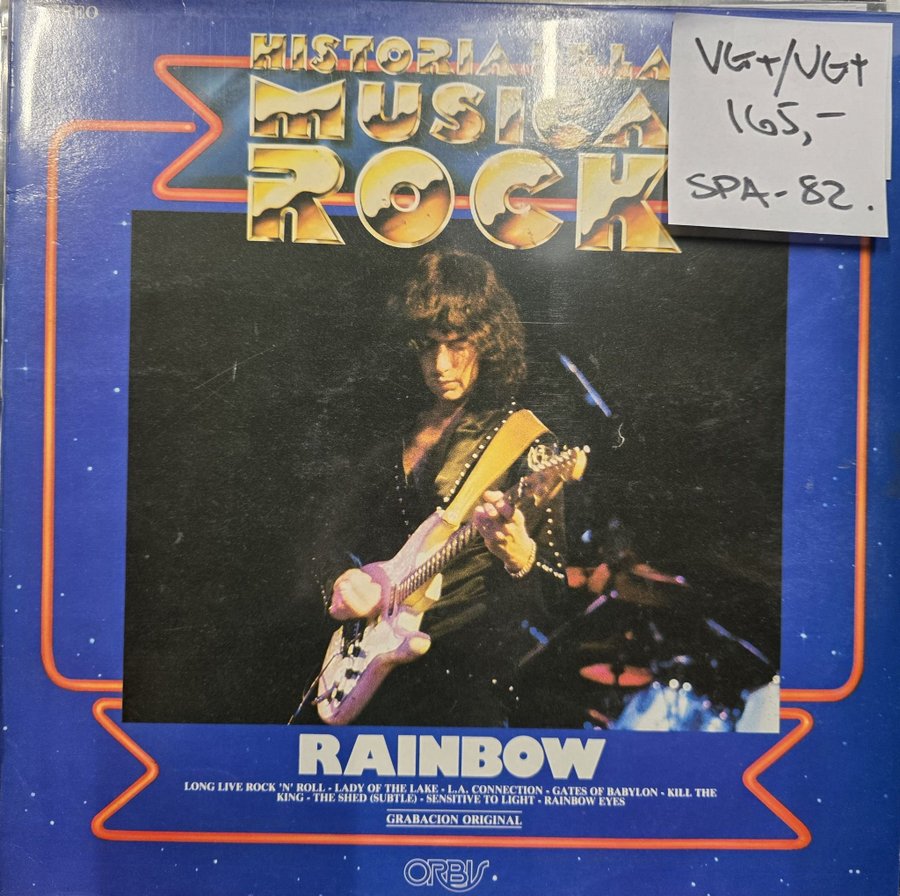 HISTORIA DE LA
MUSICA
ROCK
VG+/VG+
165,-
SPA-82.
RAINBOW
LONG LIVE ROCK 'N' ROLL - LADY OF THE LAKE - L.A. CONNECTION - GATES OF BABYLON - KILL THE
KING - THE SHED (SUBTLE) - SENSITIVE TO LIGHT - RAINBOW EYES
GRABACION ORIGINAL
ORBIS